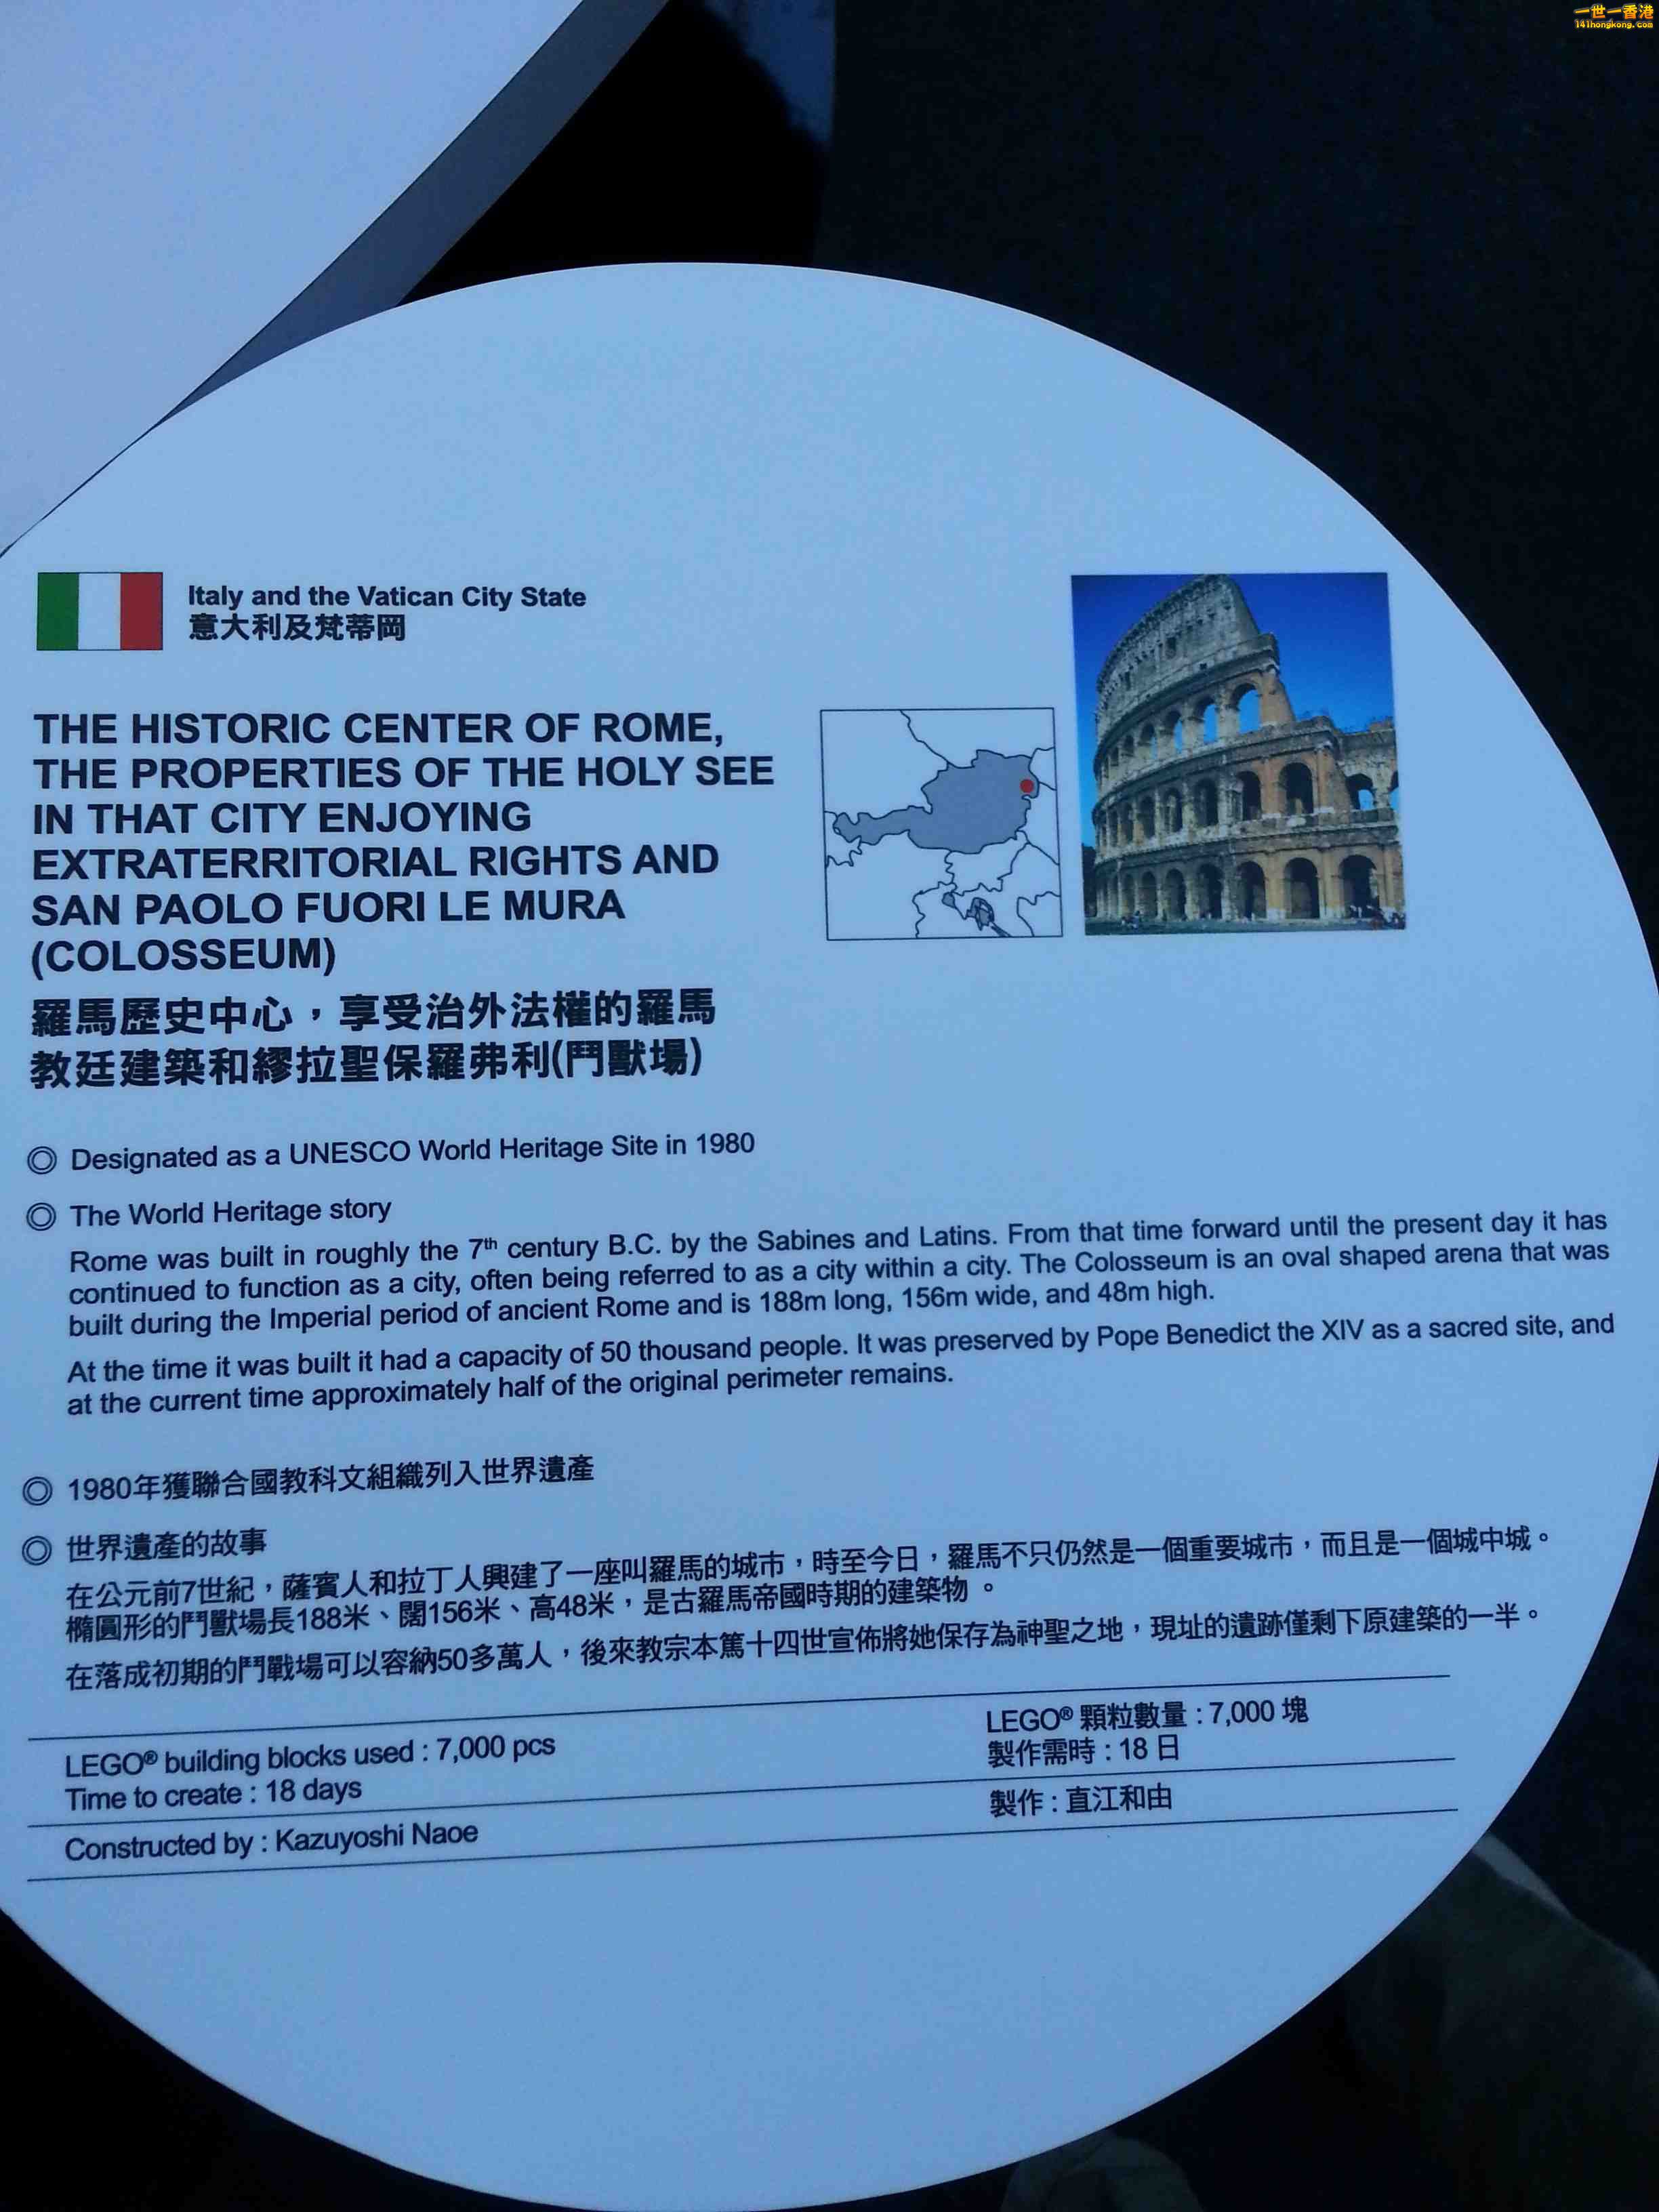 一世一香港
141hongkong.com
Italy and the Vatican City State
意大利及梵蒂岡
THE HISTORIC CENTER OF ROME,
THE PROPERTIES OF THE HOLY SEE
IN THAT CITY ENJOYING
EXTRATERRITORIAL RIGHTS AND
SAN PAOLO FUORI LE MURA
(COLOSSEUM)
羅馬歷史中心，享受治外法權的羅馬
教廷建築和繆拉聖保羅弗利(鬥獸場)
◎ Designated as a UNESCO World Heritage Site in 1980
◎ The World Heritage story
Rome was built in roughly the 7th century B.C. by the Sabines and Latins. From that time forward until the present day it has
continued to function as a city, often being referred to as a city within a city. The Colosseum is an oval shaped arena that was
built during the Imperial period of ancient Rome and is 188m long, 156m wide, and 48m high.
At the time it was built it had a capacity of 50 thousand people. It was preserved by Pope Benedict the XIV as a sacred site, and
at the current time approximately half of the original perimeter remains.
◎ 1980年獲聯合國教科文組織列入世界遺產
◎ 世界遺產的故事
在公元前7世紀，薩賓人和拉丁人興建了一座叫羅馬的城市，時至今日，羅馬不只仍然是一個重要城市，而且是一個城中城。
橢圓形的鬥獸場長188米、闊156米、高48米，是古羅馬帝國時期的建築物。
在落成初期的鬥戰場可以容納50多萬人，後來教宗本篤十四世宣佈將她保存為神聖之地，現址的遺跡僅剩下原建築的一半。
LEGO® building blocks used : 7,000 pcs
Time to create : 18 days
LEGO® 顆粒數量 : 7,000 塊
製作需時 : 18 日
Constructed by : Kazuyoshi Naoe
製作 : 直江和由